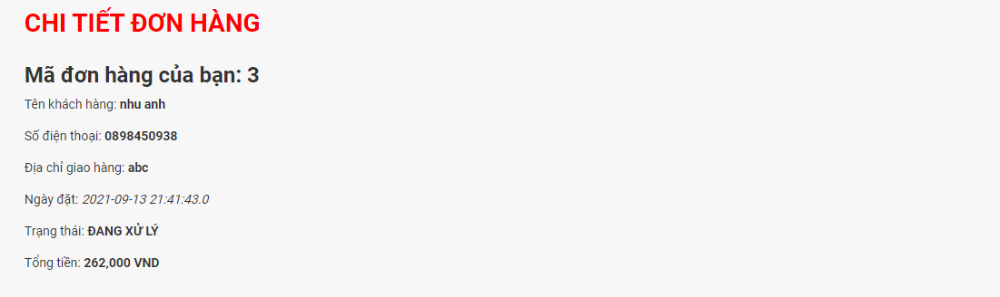 CHI TIẾT ĐƠN HÀNG
Mã đơn hàng của bạn: 3
Tên khách hàng: nhu anh
Số điện thoại: 0898450938
Địa chỉ giao hàng: abc
Ngày đặt: 2021-09-13 21:41:43.0
Trạng thái: ĐANG XỬ LÝ
Tổng tiền: 262,000 VND